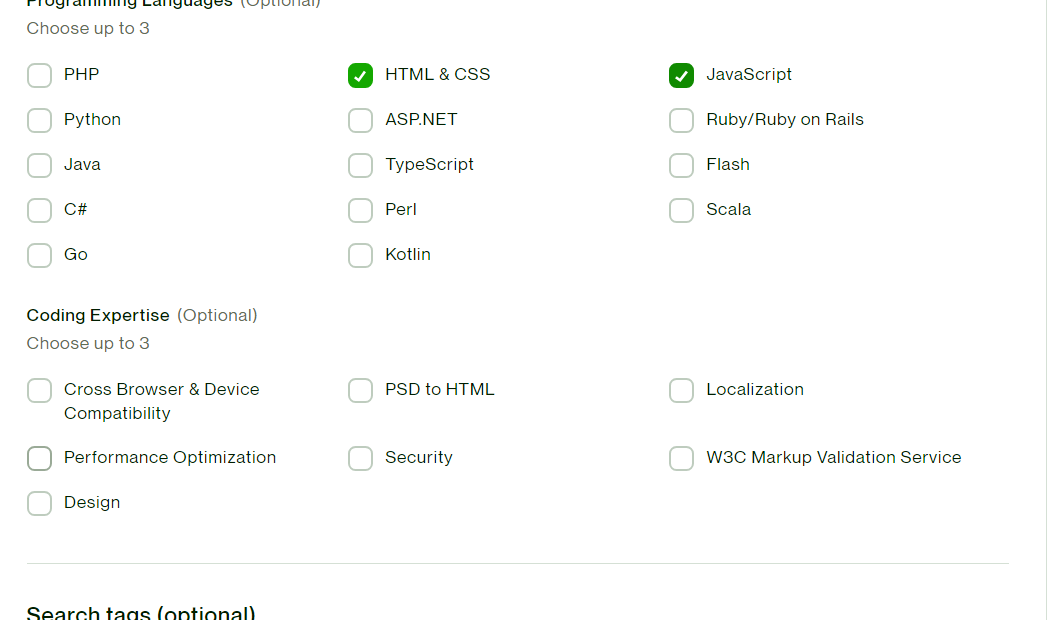 Programming Languages (Optional)
Choose up to 3
PHP
HTML & CSS
JavaScript
Python
ASP.NET
Ruby/Ruby on Rails
Java
TypeScript
Flash
C#
Perl
Scala
Go
Kotlin
Coding Expertise (Optional)
Choose up to 3
Cross Browser & Device
Compatibility
PSD to HTML
Localization
Performance Optimization
Security
W3C Markup Validation Service
Design
Search tags (optional)